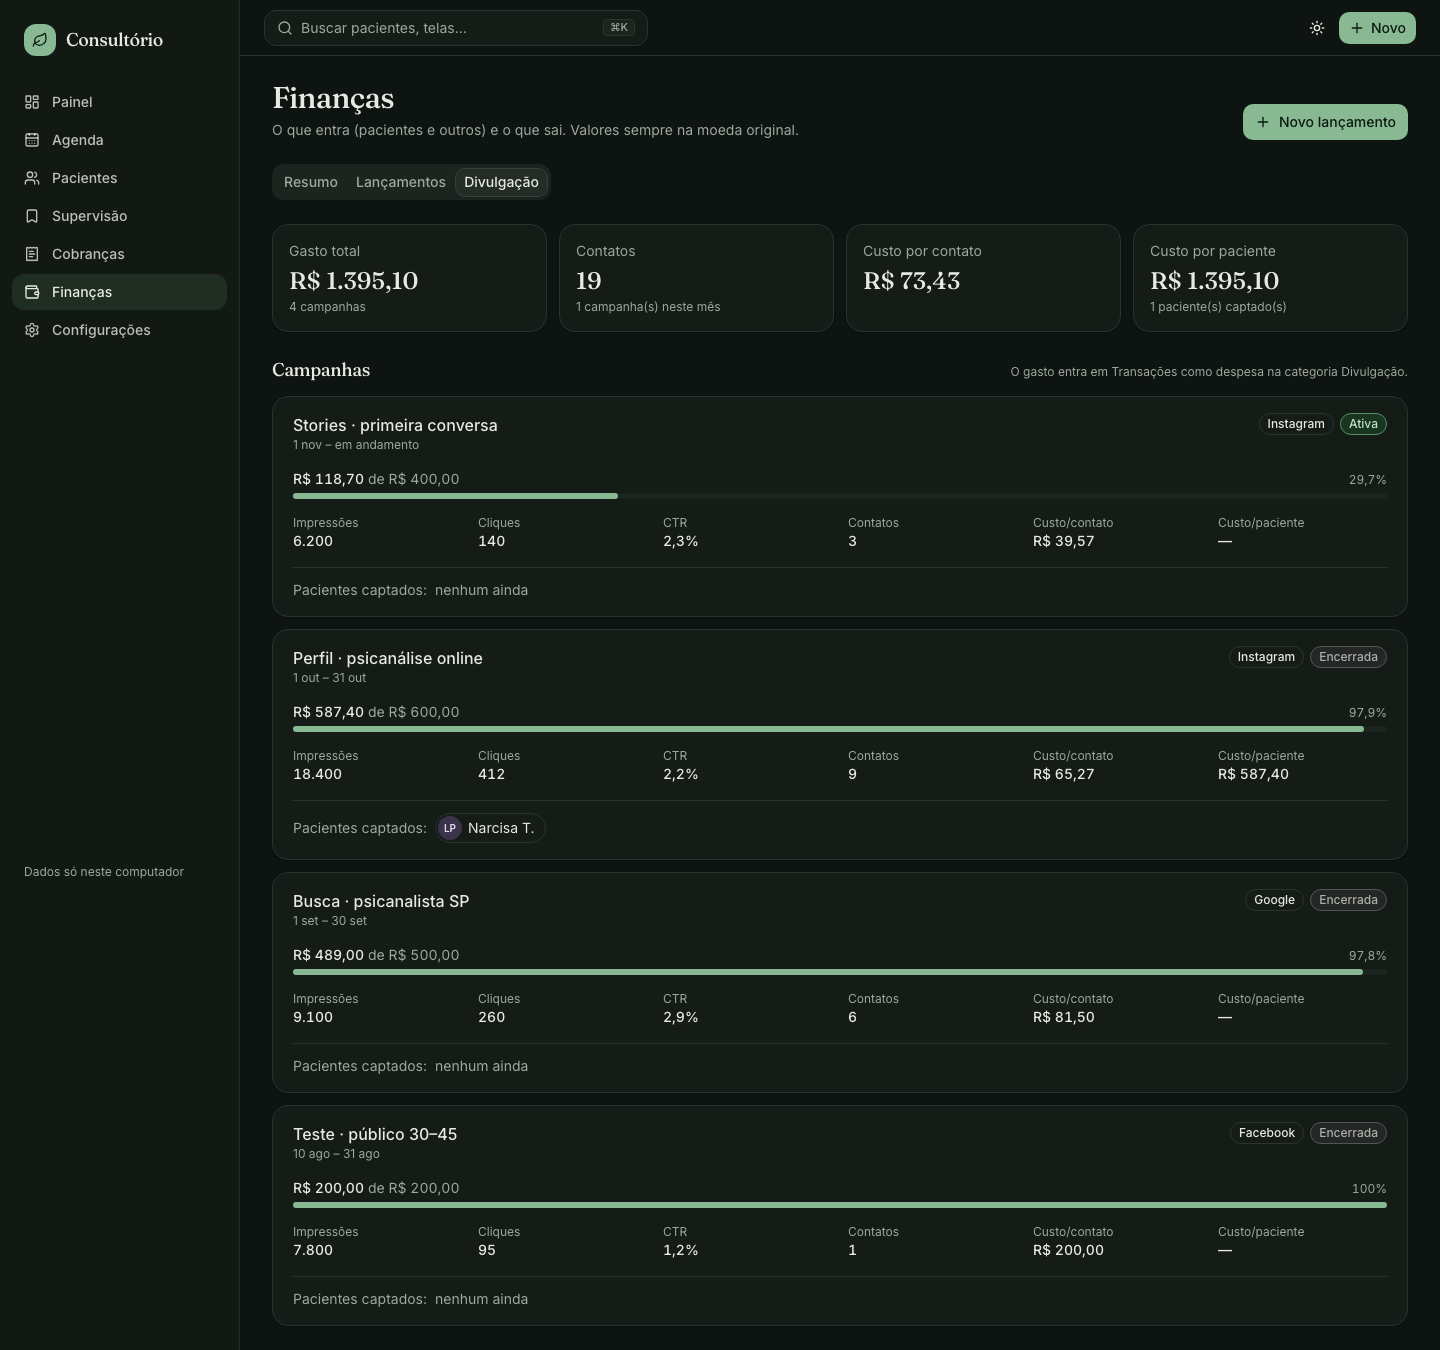 Consultório
Buscar pacientes, telas...
⌘K
Novo
Painel
Agenda
Pacientes
Supervisão
Cobranças
Finanças
Configurações
Dados só neste computador
Finanças
O que entra (pacientes e outros) e o que sai. Valores sempre na moeda original.
Novo lançamento
Resumo Lançamentos Divulgação
Gasto total
R$ 1.395,10
4 campanhas
Contatos
19
1 campanha(s) neste mês
Custo por contato
R$ 73,43
Custo por paciente
R$ 1.395,10
1 paciente(s) captado(s)
Campanhas
O gasto entra em Transações como despesa na categoria Divulgação.
Stories · primeira conversa
Instagram Ativa
1 nov – em andamento
R$ 118,70 de R$ 400,00 29,7%
Impressões Cliques CTR Contatos Custo/contato Custo/paciente
6.200 140 2,3% 3 R$ 39,57 —
Pacientes captados: nenhum ainda
Perfil · psicanálise online
Instagram Encerrada
1 out – 31 out
R$ 587,40 de R$ 600,00 97,9%
Impressões Cliques CTR Contatos Custo/contato Custo/paciente
18.400 412 2,2% 9 R$ 65,27 R$ 587,40
Pacientes captados: LP Narcisa T.
Busca · psicanalista SP
Google Encerrada
1 set – 30 set
R$ 489,00 de R$ 500,00 97,8%
Impressões Cliques CTR Contatos Custo/contato Custo/paciente
9.100 260 2,9% 6 R$ 81,50 —
Pacientes captados: nenhum ainda
Teste · público 30–45
Facebook Encerrada
10 ago – 31 ago
R$ 200,00 de R$ 200,00 100%
Impressões Cliques CTR Contatos Custo/contato Custo/paciente
7.800 95 1,2% 1 R$ 200,00 —
Pacientes captados: nenhum ainda